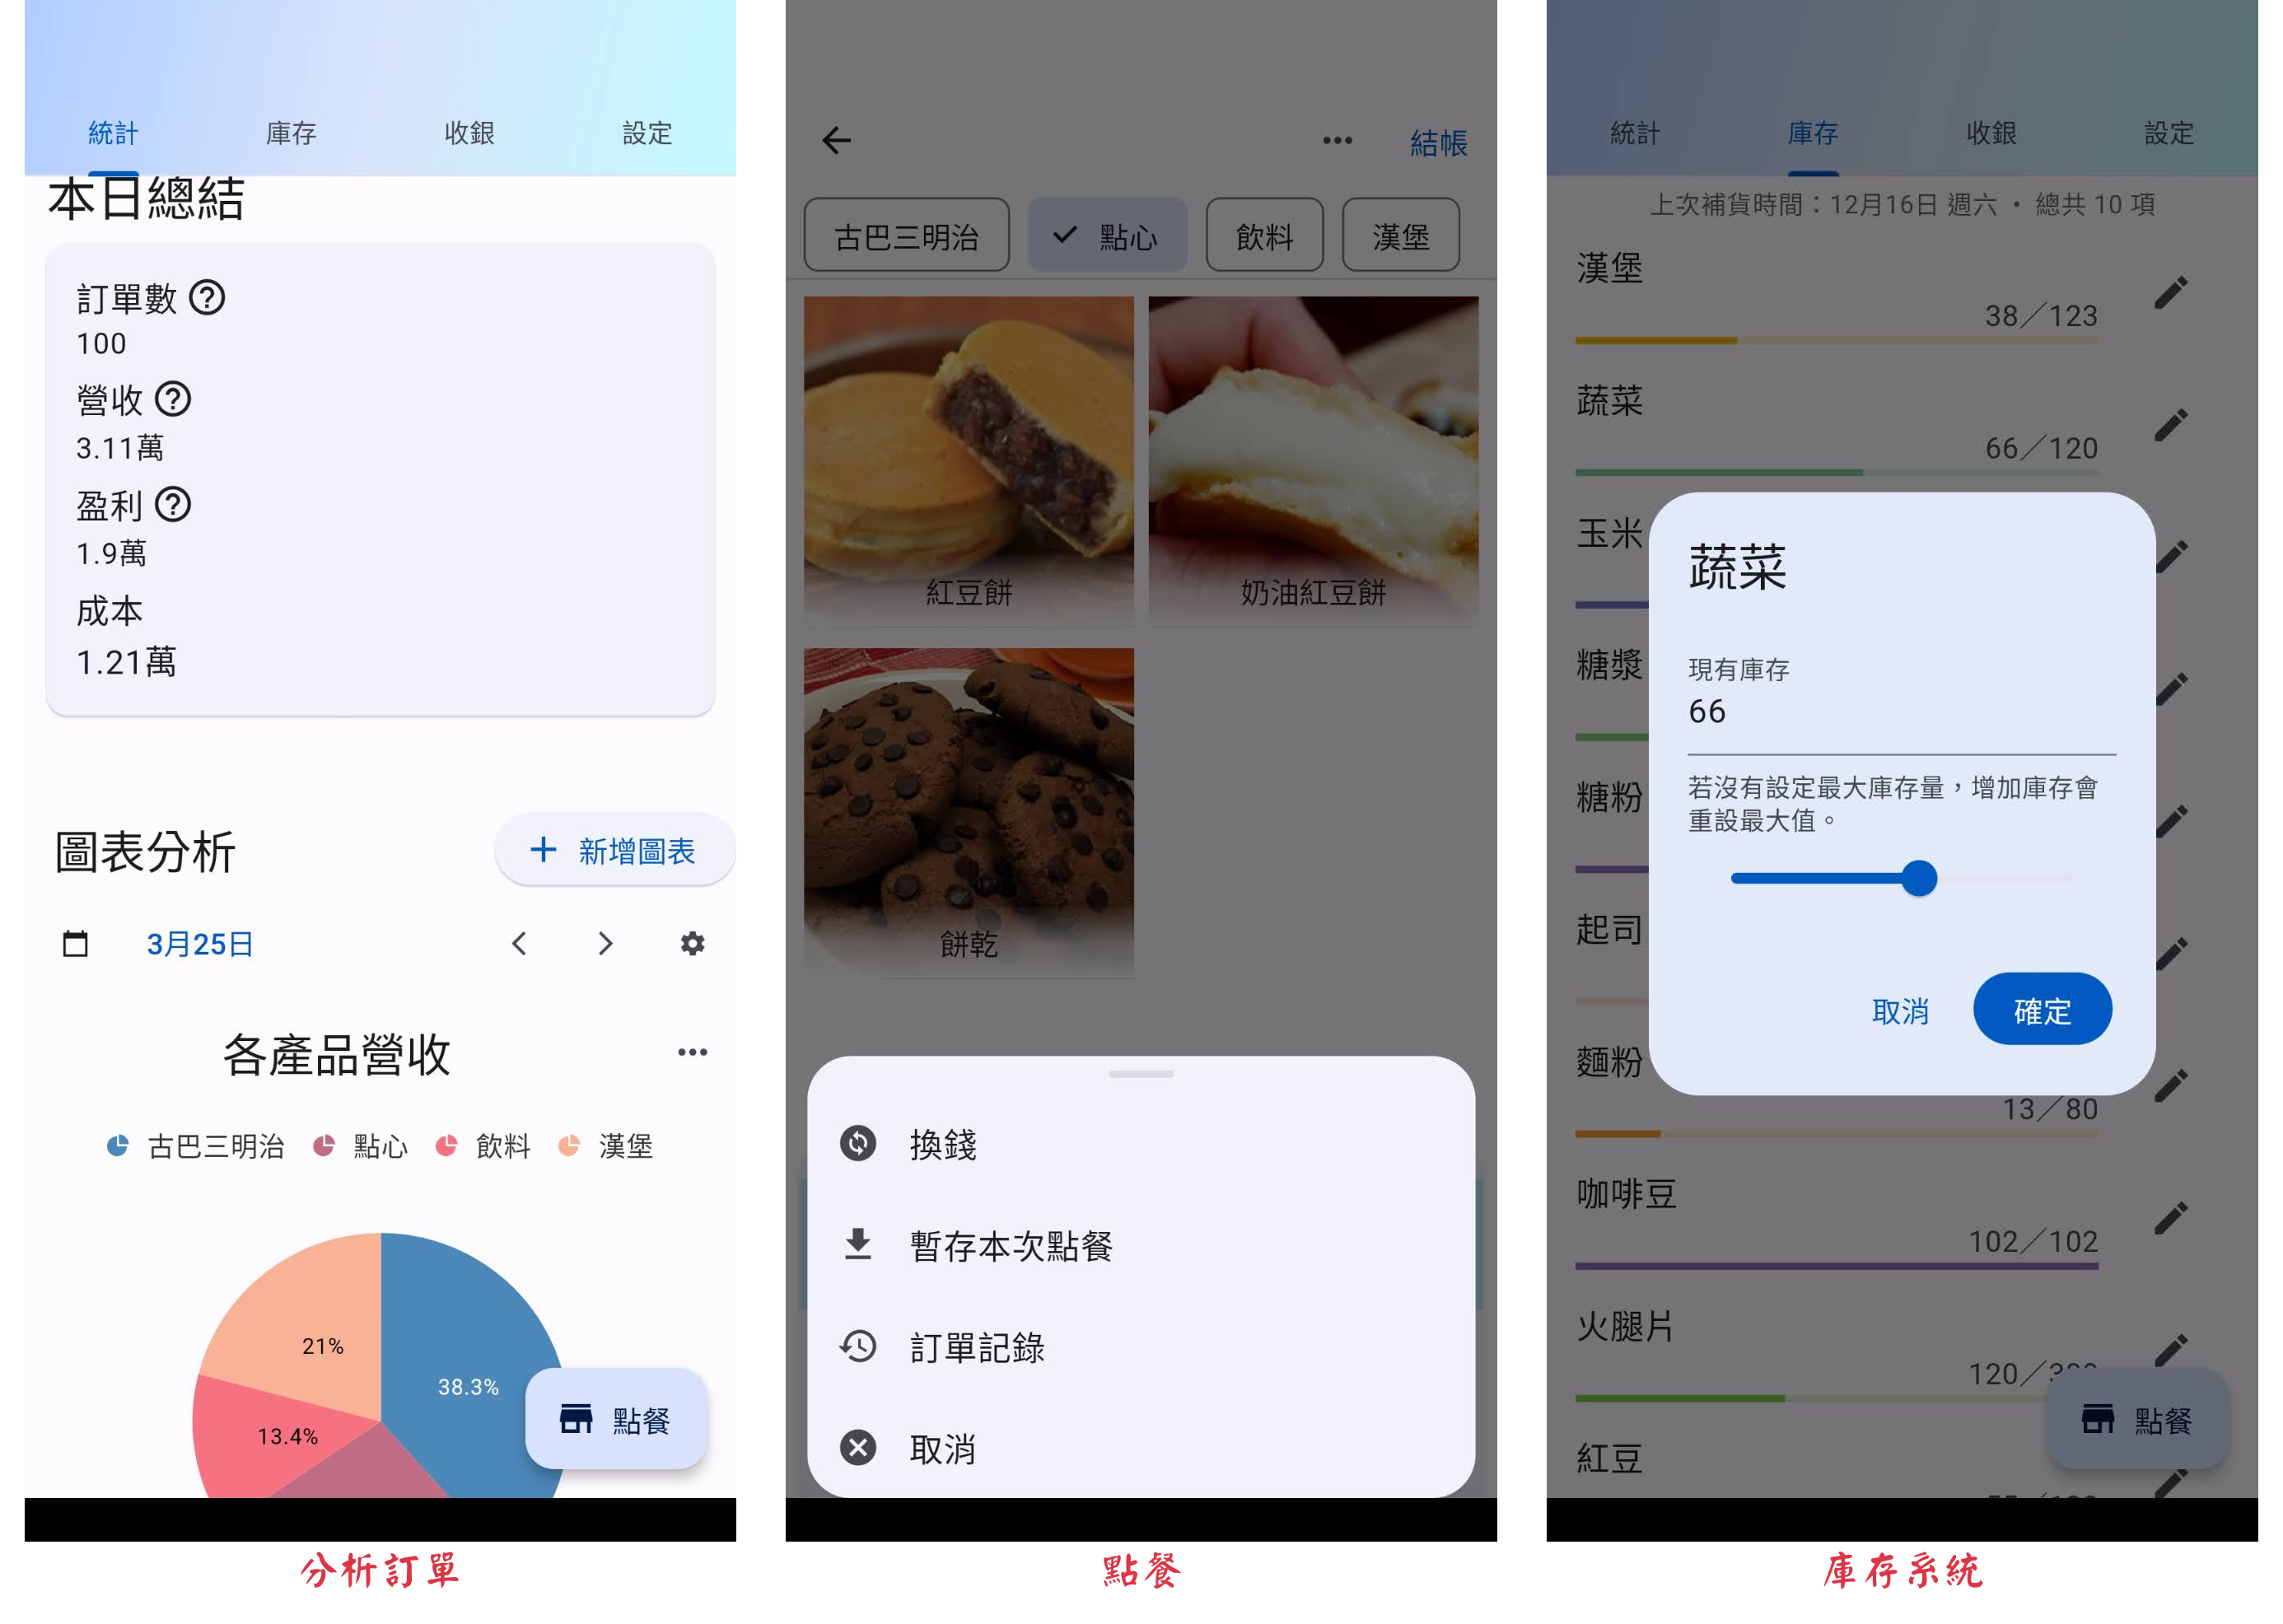 統計 庫存 收銀 設定
本日總結
訂單數
100
營收
3.11萬
盈利
1.9萬
成本
1.21萬
圖表分析
新增圖表
3月25日
各產品營收
古巴三明治 點心 飲料 漢堡
21%
38.3%
13.4%
點餐
分析訂單
結帳
古巴三明治 點心 飲料 漢堡
紅豆餅 奶油紅豆餅
餅乾
換錢
暫存本次點餐
訂單記錄
取消
點餐
統計 庫存 收銀 設定
上次補貨時間：12月16日 週六 • 總共 10 項
漢堡
38／123
蔬菜
66／120
玉米
糖漿
糖粉
起司
麵粉
13／80
咖啡豆
102／102
火腿片
120／
紅豆
蔬菜
現有庫存
66
若沒有設定最大庫存量，增加庫存會
重設最大值。
取消 確定
點餐
庫存系統